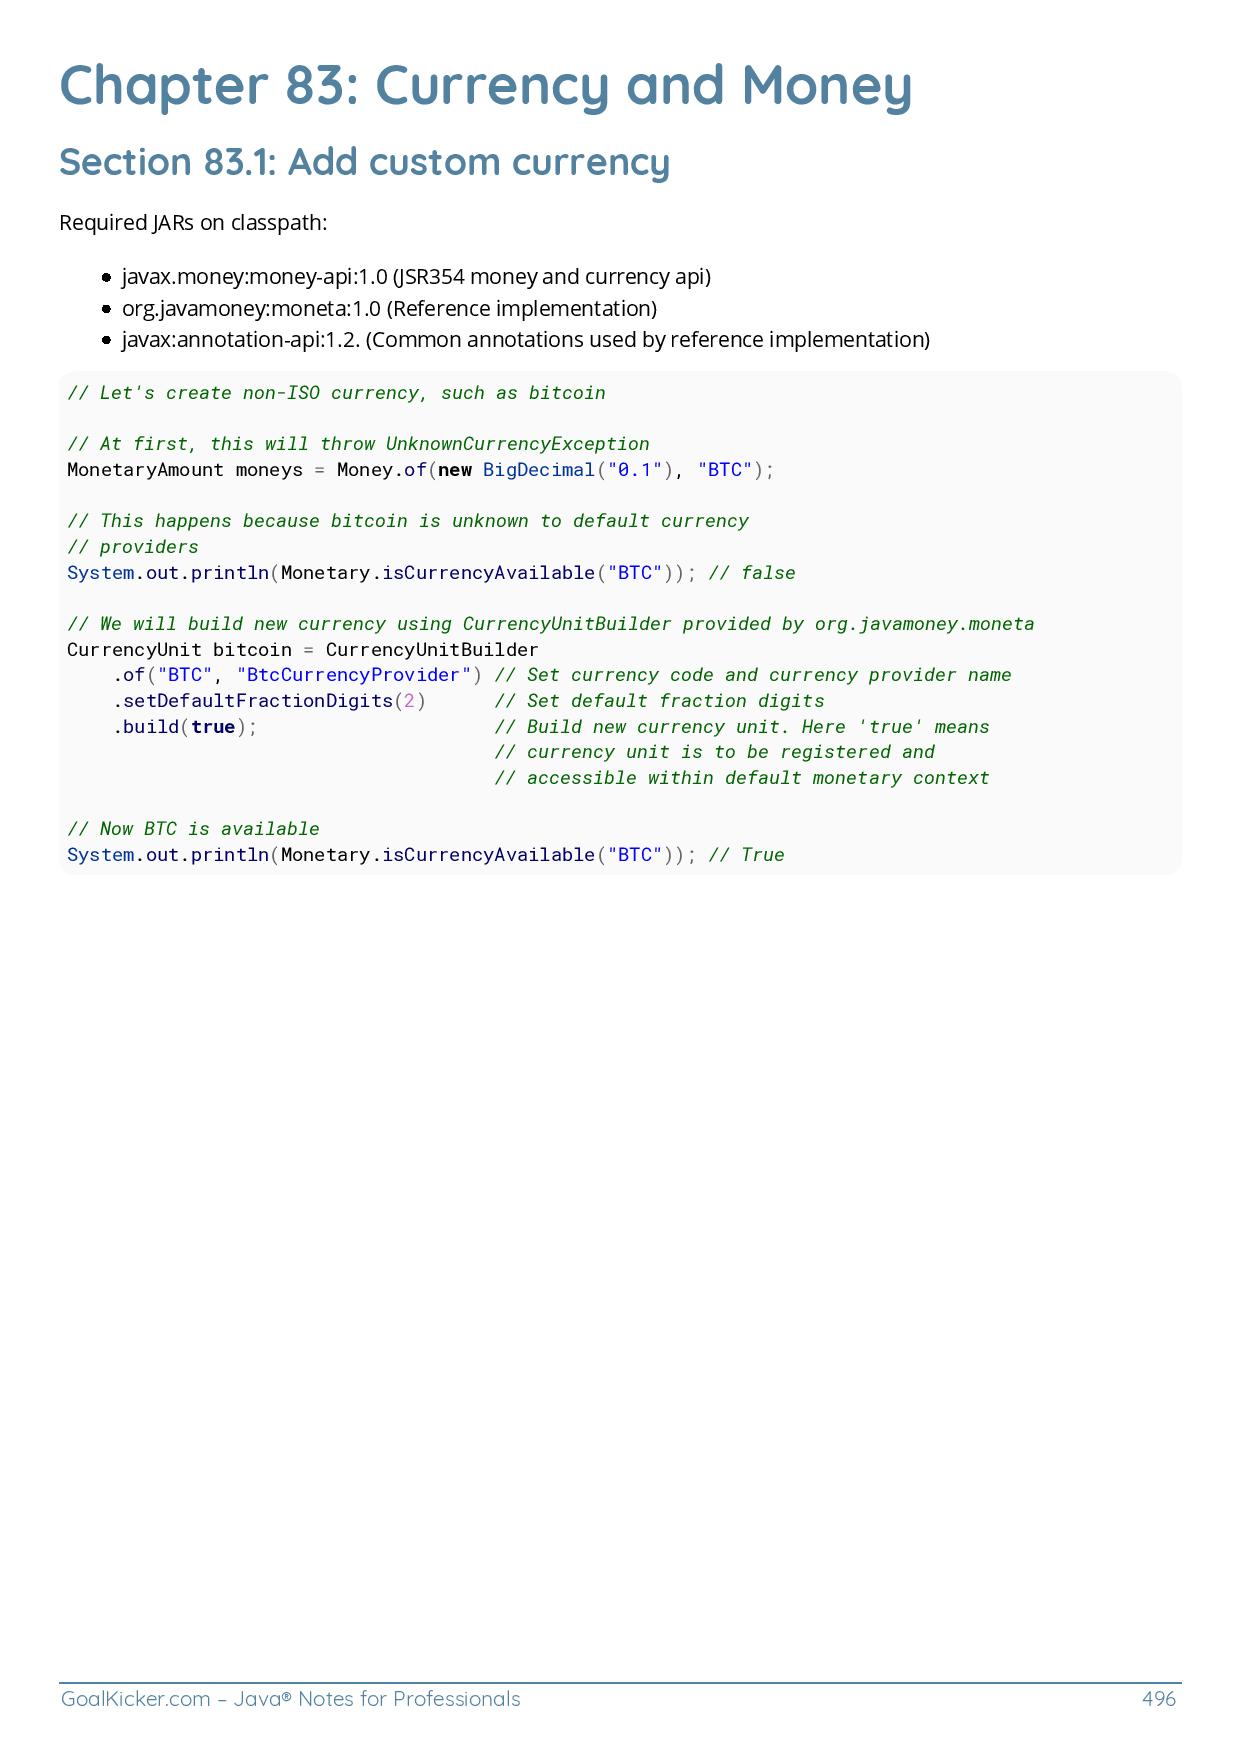 Chapter 83: Currency and Money
Section 83.1: Add custom currency
Required JARs on classpath:
● javax.money:money-api:1.0 (JSR354 money and currency api)
● org.javamoney:moneta:1.0 (Reference implementation)
● javax:annotation-api:1.2. (Common annotations used by reference implementation)
// Let's create non-ISO currency, such as bitcoin
// At first, this will throw UnknownCurrencyException
MonetaryAmount moneys = Money.of(new BigDecimal("0.1"), "BTC");
// This happens because bitcoin is unknown to default currency
// providers
System.out.println(Monetary.isCurrencyAvailable("BTC")); // false
// We will build new currency using CurrencyUnitBuilder provided by org.javamoney.moneta
CurrencyUnit bitcoin = CurrencyUnitBuilder
    .of("BTC", "BtcCurrencyProvider") // Set currency code and currency provider name
    .setDefaultFractionDigits(2)      // Set default fraction digits
    .build(true);                     // Build new currency unit. Here 'true' means
                                      // currency unit is to be registered and
                                      // accessible within default monetary context
// Now BTC is available
System.out.println(Monetary.isCurrencyAvailable("BTC")); // True
GoalKicker.com – Java® Notes for Professionals 496